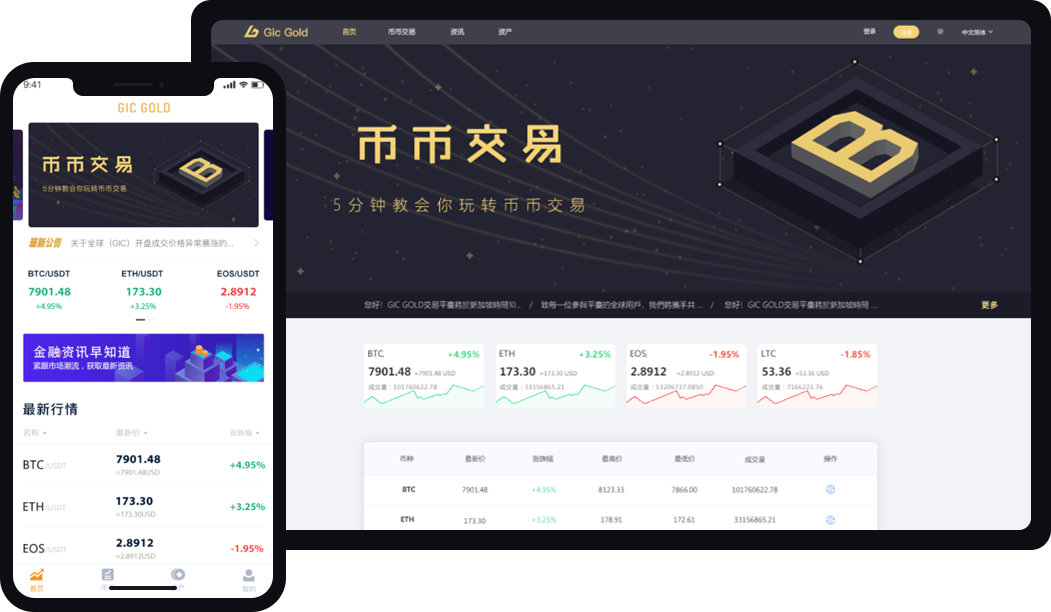 Gic Gold 首页 币币交易 资讯 资产 登录 注册 中文简体
币币交易
5分钟教会你玩转币币交易
您好！GIC GOLD交易平臺將於新加坡時間10... / 致每一位參與平臺的全球用戶，我們將攜手共 ... / 您好！GIC GOLD交易平臺將於新加坡時間 ... 更多
BTC, +4.95%
7901.48 ≈7901.48 USD
成交量：101760622.78
ETH +3.25%
173.30 ≈173.30 USD
成交量：33156865.21
EOS, -1.95%
2.8912 ≈2.8912 USD
成交量：13206737.0850
LTC -1.85%
53.36 ≈53.36 USD
成交量：7166221.76
币种 最新价 涨跌幅 最高价 最低价 成交量 操作
BTC 7901.48 +4.95% 8123.33 7866.00 101760622.78
ETH 173.30 +3.25% 178.91 172.61 33156865.21
9:41
GIC GOLD
币币交易
5分钟教会你玩转币币交易
最新公告 关于全球（GIC）开盘成交价格异常暴涨的...
BTC/USDT ETH/USDT EOS/USDT
7901.48 173.30 2.8912
+4.95% +3.25% -1.95%
金融资讯早知道
紧跟市场潮流，获取最新资讯
最新行情
名称 最新价 涨跌幅
BTC/USDT 7901.48 +4.95%
≈7901.48USD
ETH/USDT 173.30 +3.25%
≈173.30USD
EOS/USDT 2.8912 -1.95%
≈2.8912USD
首页 我的